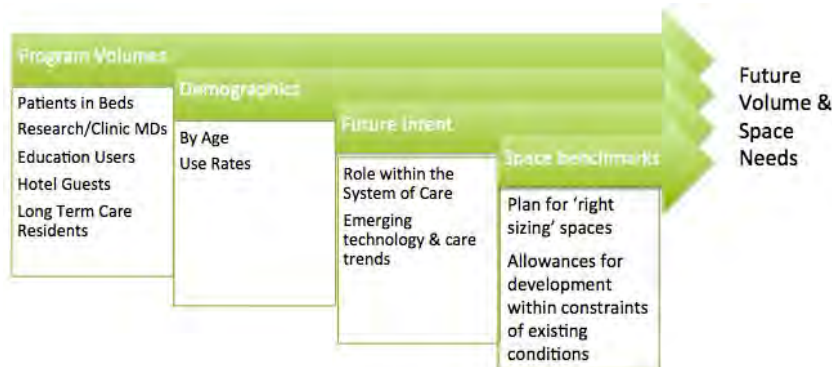 Program Volumes
Patients in Beds
Research/Clinic MDs
Education Users
Hotel Guests
Long Term Care
Residents
Demographics
By Age
Use Rates
Future Intent
Role within the
System of Care
Emerging
technology & care
trends
Space benchmarks
Plan for 'right
sizing' spaces
Allowances for
development
within constraints
of existing
conditions
Future
Volume &
Space
Needs